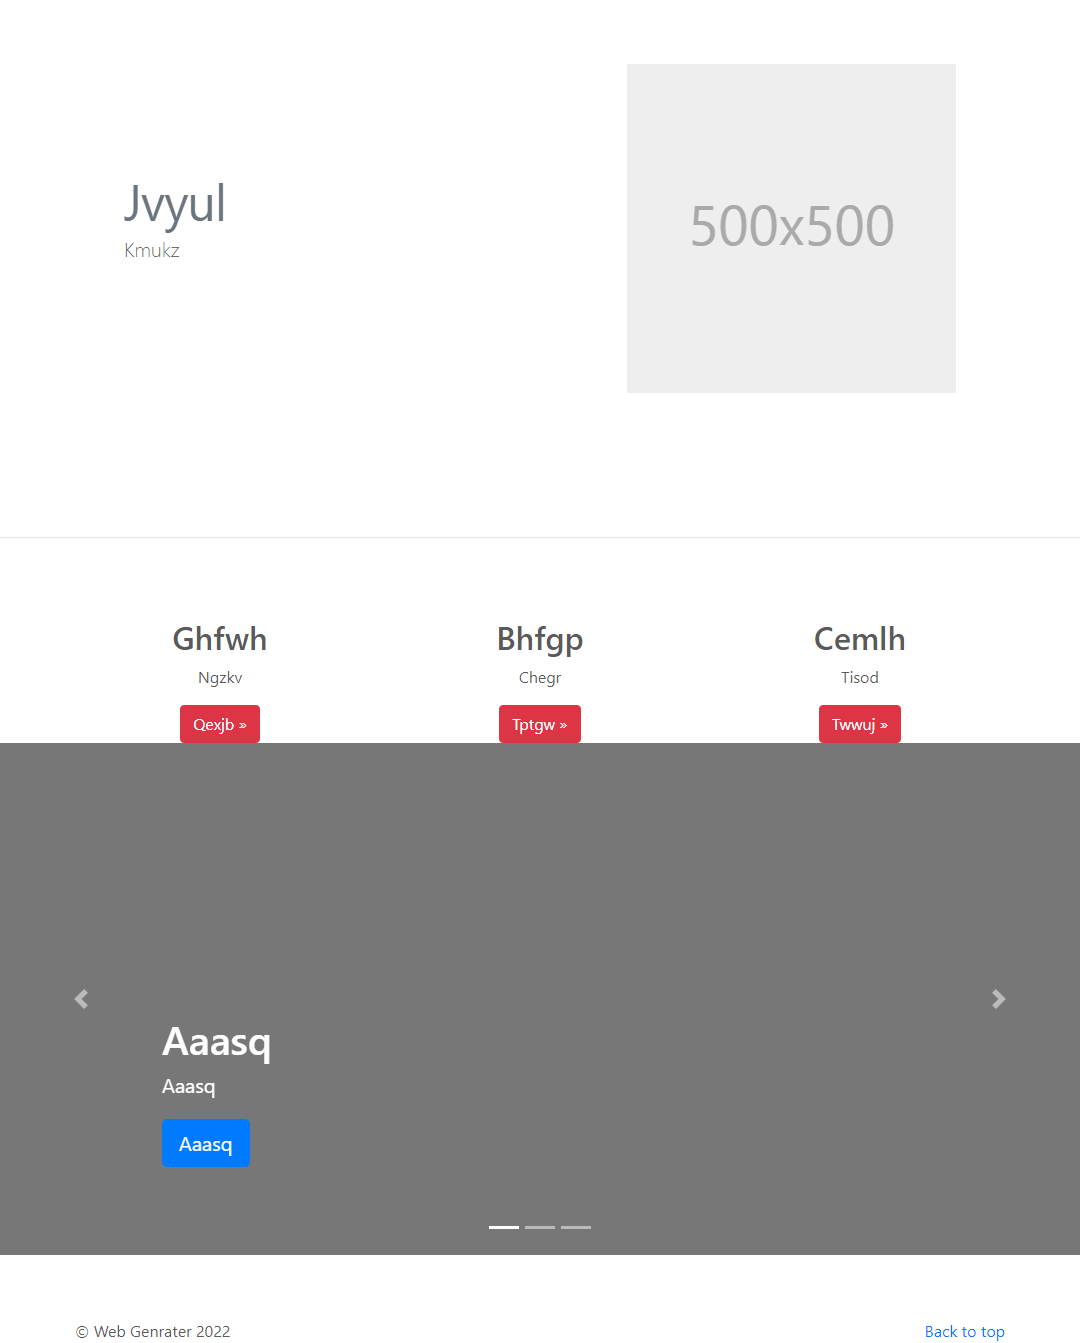 Jvyul
Kmukz
500x500
Ghfwh
Ngzkv
Qexjb »
Bhfgp
Chegr
Tptgw »
Cemlh
Tisod
Twwuj »
Aaasq
Aaasq
Aaasq
© Web Genrater 2022
Back to top